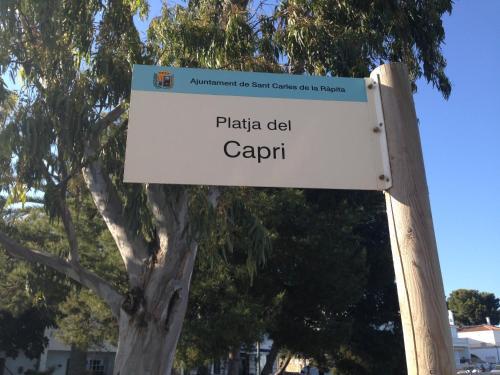 Ajuntament de Sant Carles de la Ràpita
Platja del
Capri